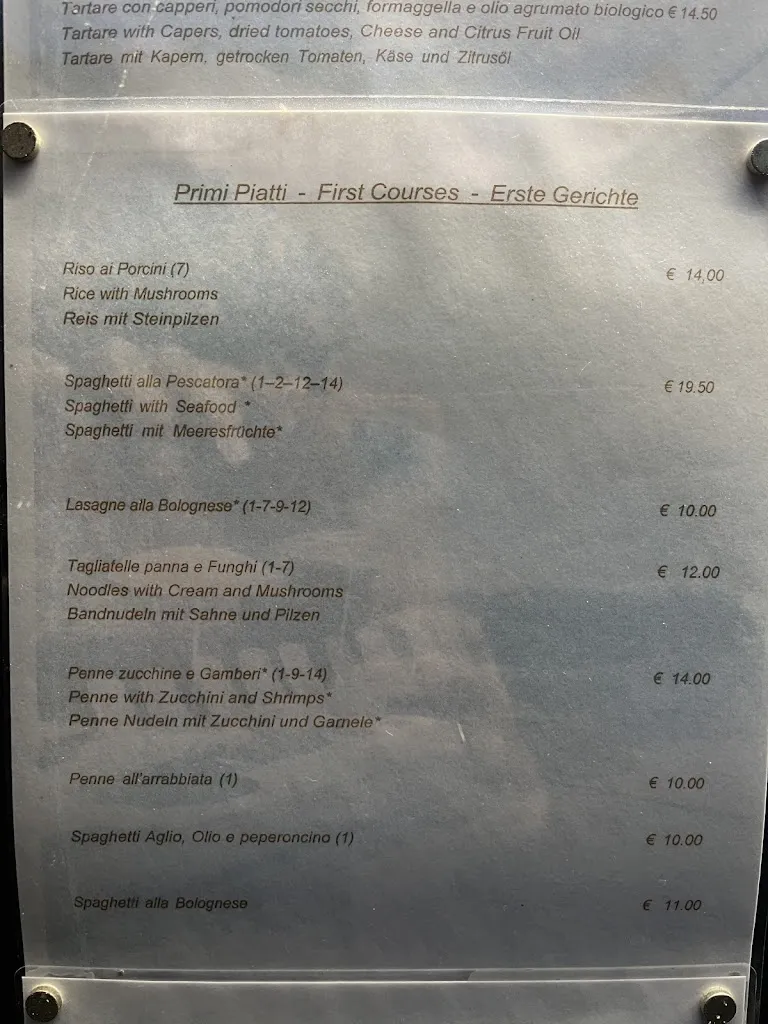 Tartare con capperi, pomodori secchi, formaggella e olio agrumato biologico € 14.50
Tartare with Capers, dried tomatoes, Cheese and Citrus Fruit Oil
Tartare mit Kapern, getrocken Tomaten, Käse und Zitrusöl
Primi Piatti - First Courses - Erste Gerichte
Riso ai Porcini (7) € 14,00
Rice with Mushrooms
Reis mit Steinpilzen
Spaghetti alla Pescatora* (1–2–12–14) € 19.50
Spaghetti with Seafood *
Spaghetti mit Meeresfrüchte*
Lasagne alla Bolognese* (1-7-9-12) € 10.00
Tagliatelle panna e Funghi (1-7) € 12.00
Noodles with Cream and Mushrooms
Bandnudeln mit Sahne und Pilzen
Penne zucchine e Gamberi* (1-9-14) € 14.00
Penne with Zucchini and Shrimps*
Penne Nudeln mit Zucchini und Garnele*
Penne all'arrabbiata (1) € 10.00
Spaghetti Aglio, Olio e peperoncino (1) € 10.00
Spaghetti alla Bolognese € 11.00